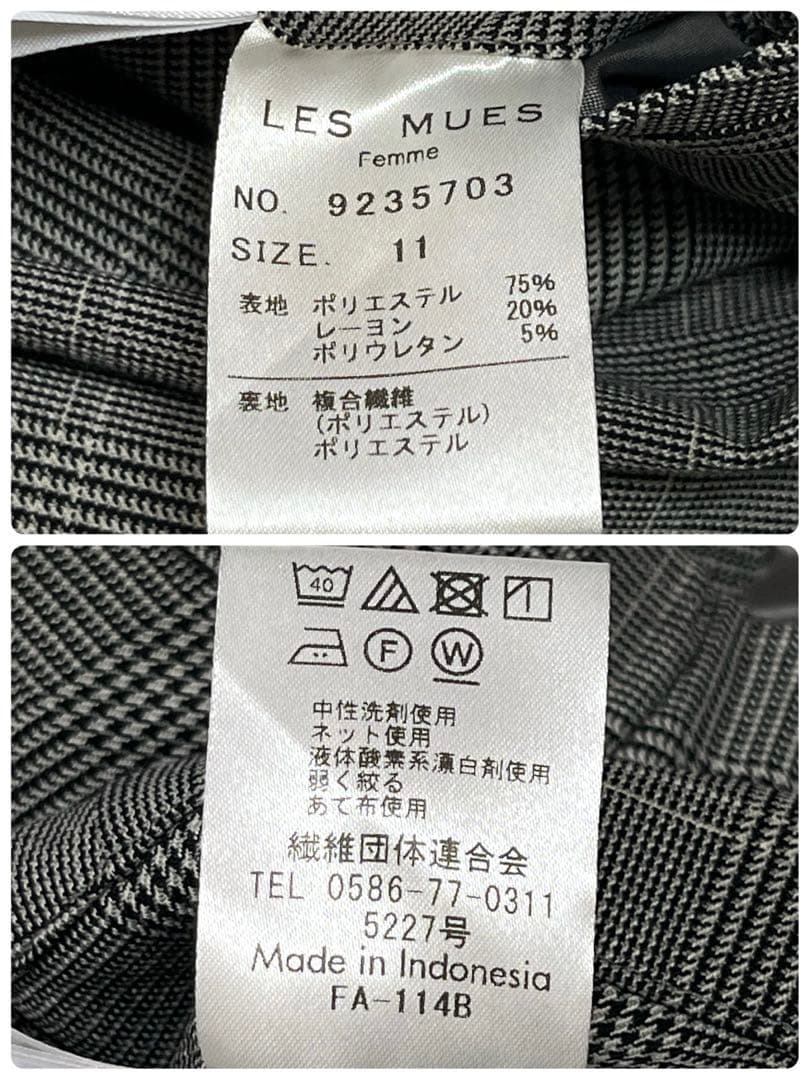 LES MUES
Femme
NO. 9235703
SIZE. 11
表地 ポリエステル 75%
レーヨン 20%
ポリウレタン 5%
裏地 複合繊維
(ポリエステル)
ポリエステル
40
F W
中性洗剤使用
ネット使用
液体酸素系漂白剤使用
弱く絞る
あて布使用
繊維団体連合会
TEL 0586-77-0311
5227号
Made in Indonesia
FA-114B